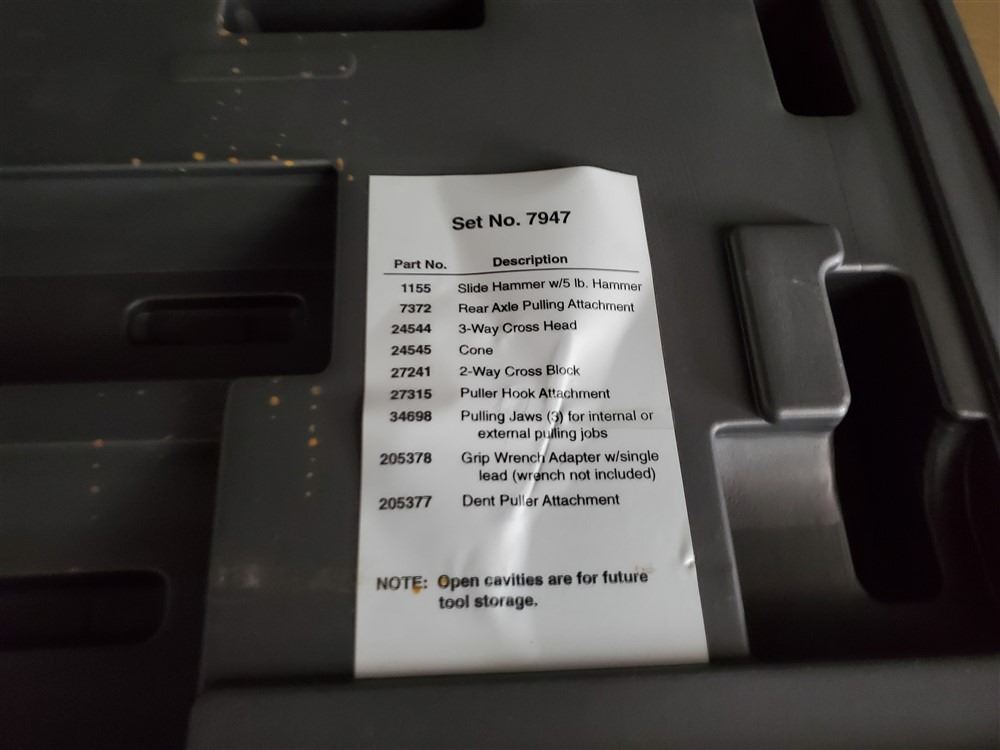 Set No. 7947
Part No. Description
1155 Slide Hammer w/5 lb. Hammer
7372 Rear Axle Pulling Attachment
24544 3-Way Cross Head
24545 Cone
27241 2-Way Cross Block
27315 Puller Hook Attachment
34698 Pulling Jaws (3) for internal or
external pulling jobs
205378 Grip Wrench Adapter w/single
lead (wrench not included)
205377 Dent Puller Attachment
NOTE: Open cavities are for future
tool storage.